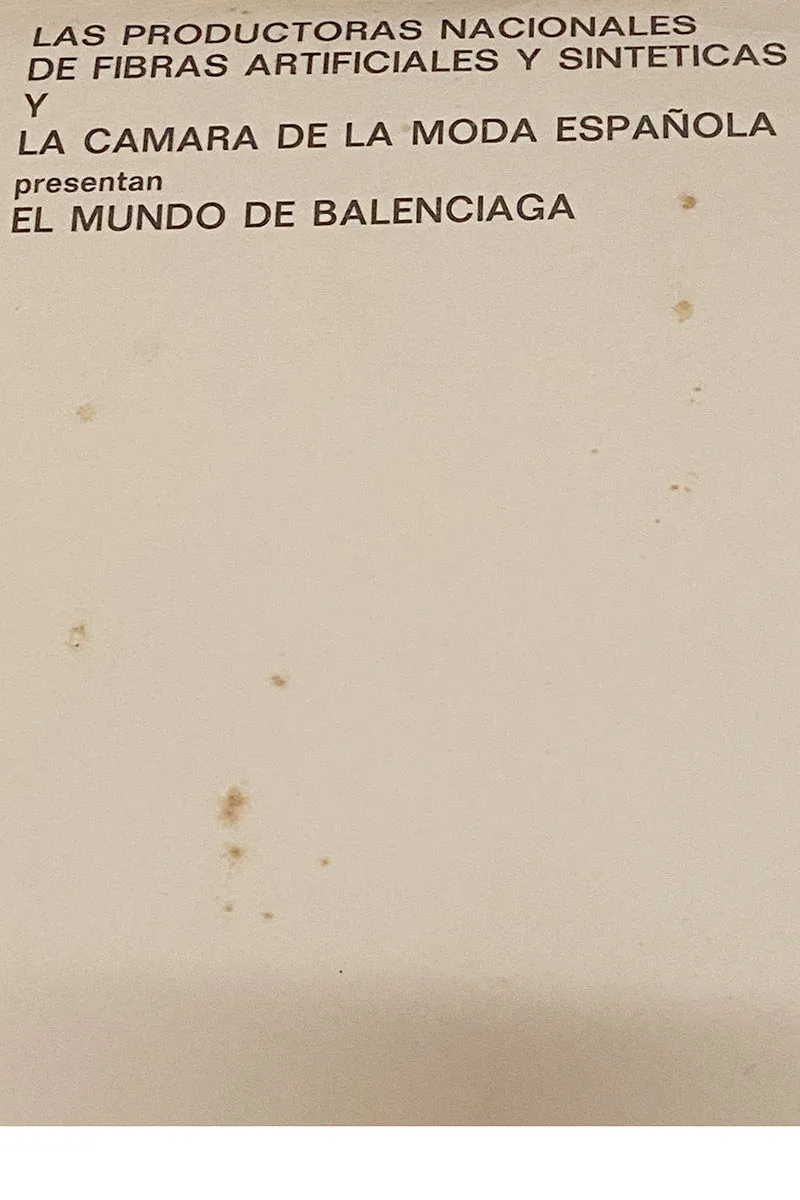 LAS PRODUCTORAS NACIONALES
DE FIBRAS ARTIFICIALES Y SINTETICAS
Y
LA CAMARA DE LA MODA ESPAÑOLA
presentan
EL MUNDO DE BALENCIAGA